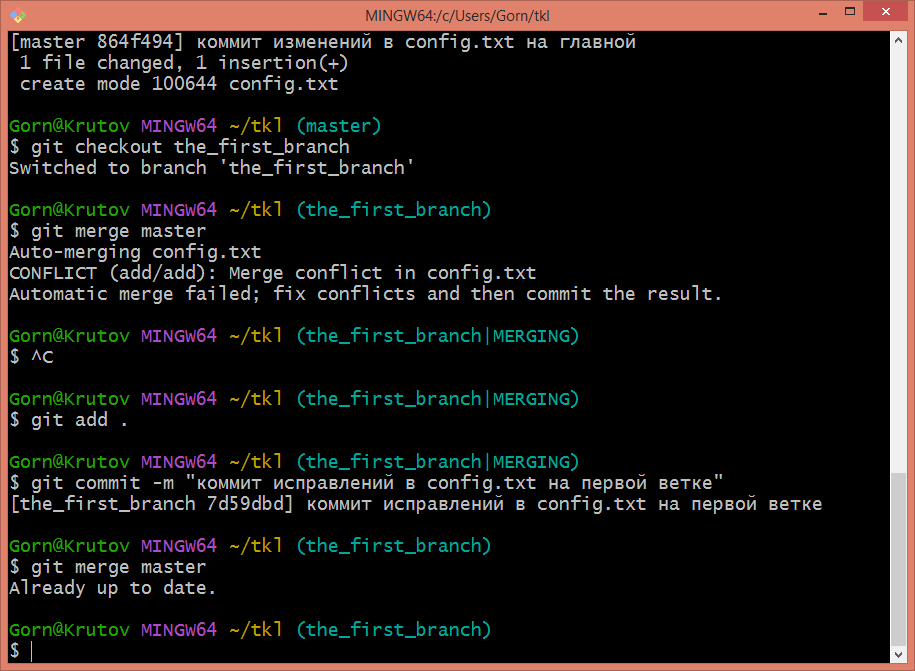 MINGW64:/c/Users/Gorn/tkl
[master 864f494] коммит изменений в config.txt на главной
1 file changed, 1 insertion(+)
create mode 100644 config.txt
Gorn@Krutov MINGW64 ~/tkl (master)
$ git checkout the_first_branch
Switched to branch 'the_first_branch'
Gorn@Krutov MINGW64 ~/tkl (the_first_branch)
$ git merge master
Auto-merging config.txt
CONFLICT (add/add): Merge conflict in config.txt
Automatic merge failed; fix conflicts and then commit the result.
Gorn@Krutov MINGW64 ~/tkl (the_first_branch|MERGING)
$ ^C
Gorn@Krutov MINGW64 ~/tkl (the_first_branch|MERGING)
$ git add .
Gorn@Krutov MINGW64 ~/tkl (the_first_branch|MERGING)
$ git commit -m "коммит исправлений в config.txt на первой ветке"
[the_first_branch 7d59dbd] коммит исправлений в config.txt на первой ветке
Gorn@Krutov MINGW64 ~/tkl (the_first_branch)
$ git merge master
Already up to date.
Gorn@Krutov MINGW64 ~/tkl (the_first_branch)
$